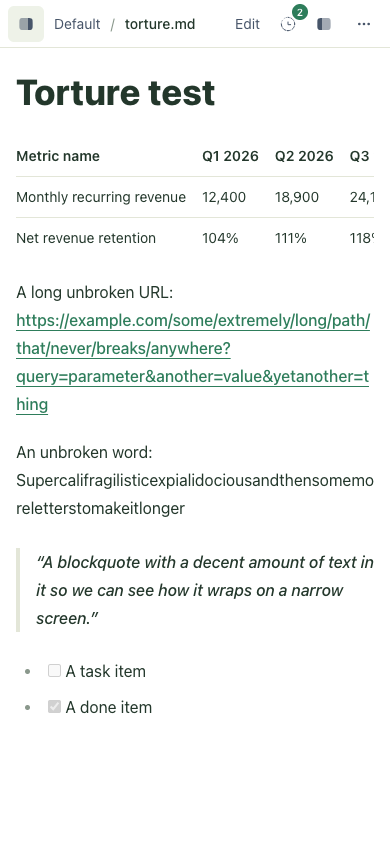 Default / torture.md Edit 2 ...
Torture test
Metric name Q1 2026 Q2 2026 Q3
Monthly recurring revenue 12,400 18,900 24,1
Net revenue retention 104% 111% 118%
A long unbroken URL:
https://example.com/some/extremely/long/path/
that/never/breaks/anywhere?
query=parameter&another=value&yetanother=t
hing
An unbroken word:
Supercalifragilisticexpialidociousandthensomemo
reletterstomakeitlonger
“A blockquote with a decent amount of text in
it so we can see how it wraps on a narrow
screen.”
A task item
A done item